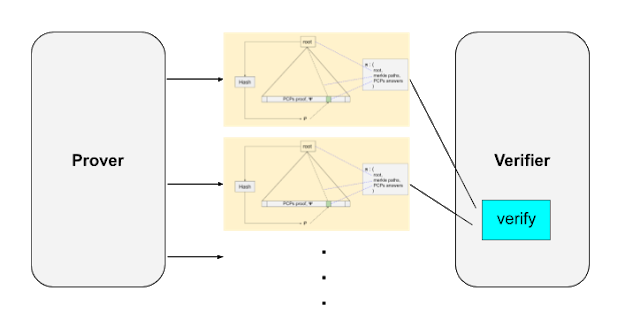 Prover
root
Hash
PCPs proof,
π : (
root,
merkle paths,
PCPs answers
)
r
root
Hash
PCPs proof,
π : (
root,
merkle paths,
PCPs answers
)
r
Verifier
verify